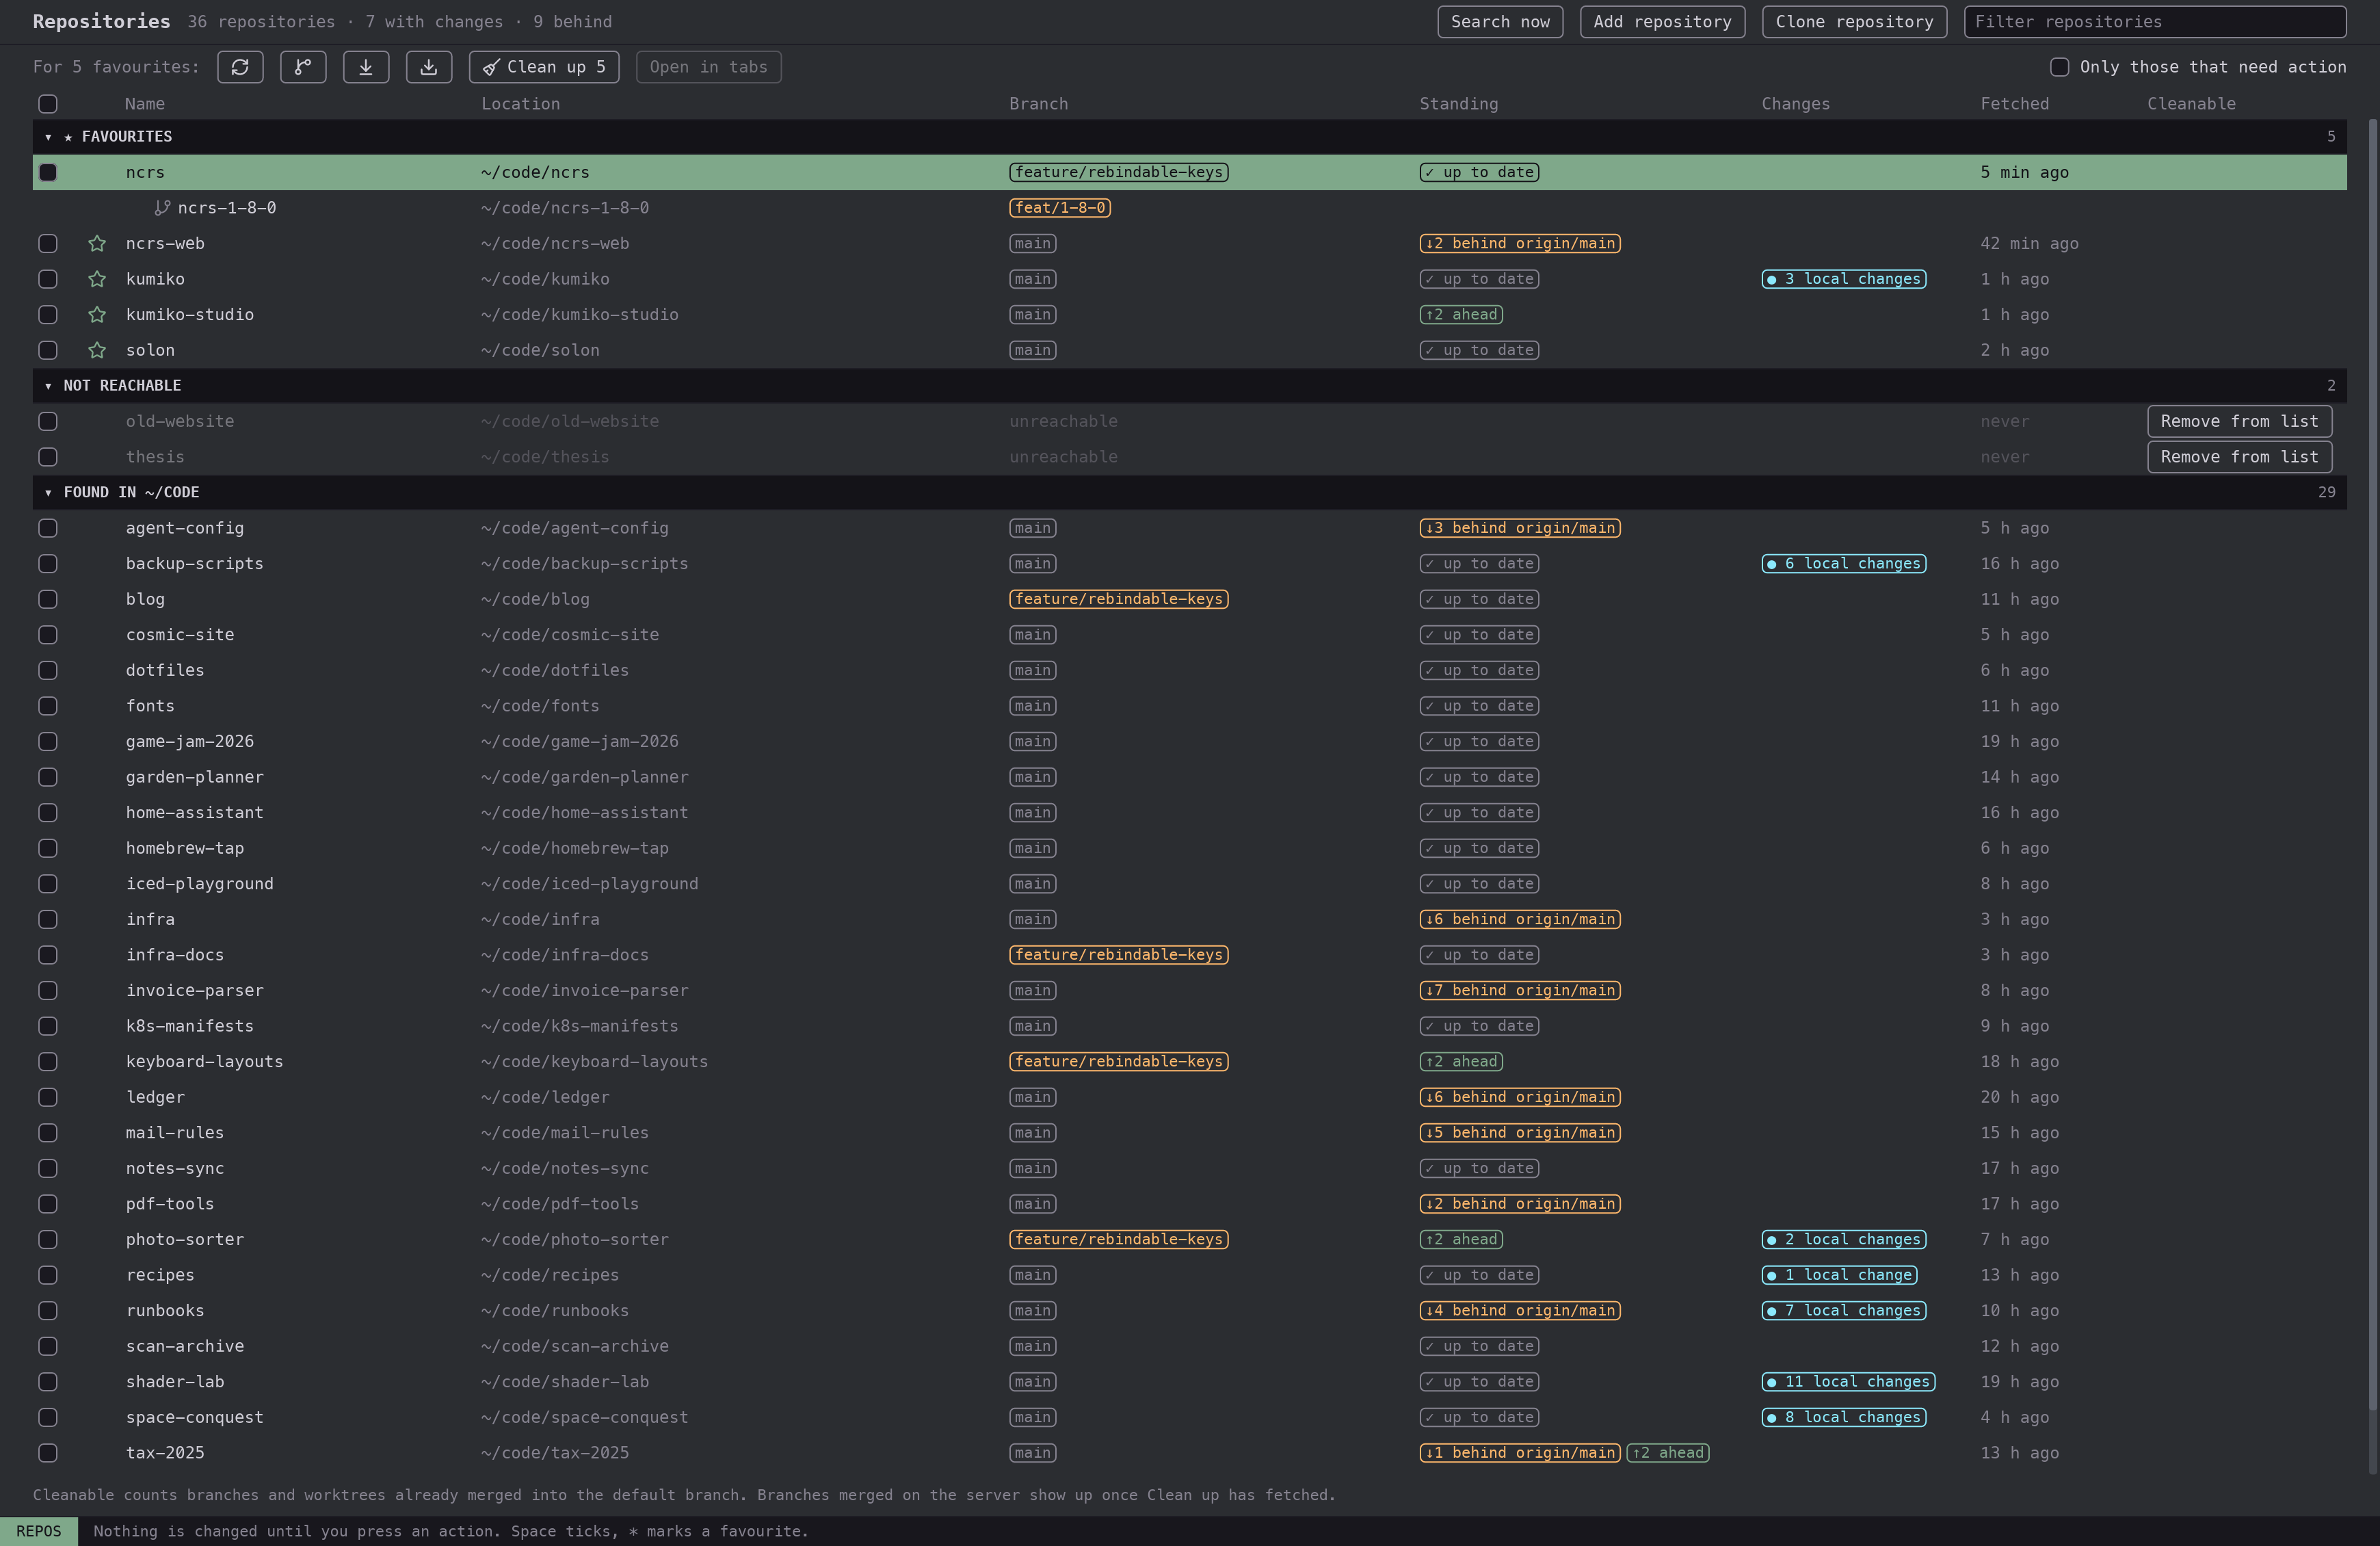 Repositories 36 repositories · 7 with changes · 9 behind Search now Add repository Clone repository Filter repositories
For 5 favourites: Clean up 5 Open in tabs Only those that need action
Name Location Branch Standing Changes Fetched Cleanable
▾ ★ FAVOURITES 5
ncrs ~/code/ncrs feature/rebindable-keys ✓ up to date 5 min ago
ncrs-1-8-0 ~/code/ncrs-1-8-0 feat/1-8-0
ncrs-web ~/code/ncrs-web main ↓2 behind origin/main 42 min ago
kumiko ~/code/kumiko main ✓ up to date ● 3 local changes 1 h ago
kumiko-studio ~/code/kumiko-studio main ↑2 ahead 1 h ago
solon ~/code/solon main ✓ up to date 2 h ago
▾ NOT REACHABLE 2
old-website ~/code/old-website unreachable never Remove from list
thesis ~/code/thesis unreachable never Remove from list
▾ FOUND IN ~/CODE 29
agent-config ~/code/agent-config main ↓3 behind origin/main 5 h ago
backup-scripts ~/code/backup-scripts main ✓ up to date ● 6 local changes 16 h ago
blog ~/code/blog feature/rebindable-keys ✓ up to date 11 h ago
cosmic-site ~/code/cosmic-site main ✓ up to date 5 h ago
dotfiles ~/code/dotfiles main ✓ up to date 6 h ago
fonts ~/code/fonts main ✓ up to date 11 h ago
game-jam-2026 ~/code/game-jam-2026 main ✓ up to date 19 h ago
garden-planner ~/code/garden-planner main ✓ up to date 14 h ago
home-assistant ~/code/home-assistant main ✓ up to date 16 h ago
homebrew-tap ~/code/homebrew-tap main ✓ up to date 6 h ago
iced-playground ~/code/iced-playground main ✓ up to date 8 h ago
infra ~/code/infra main ↓6 behind origin/main 3 h ago
infra-docs ~/code/infra-docs feature/rebindable-keys ✓ up to date 3 h ago
invoice-parser ~/code/invoice-parser main ↓7 behind origin/main 8 h ago
k8s-manifests ~/code/k8s-manifests main ✓ up to date 9 h ago
keyboard-layouts ~/code/keyboard-layouts feature/rebindable-keys ↑2 ahead 18 h ago
ledger ~/code/ledger main ↓6 behind origin/main 20 h ago
mail-rules ~/code/mail-rules main ↓5 behind origin/main 15 h ago
notes-sync ~/code/notes-sync main ✓ up to date 17 h ago
pdf-tools ~/code/pdf-tools main ↓2 behind origin/main 17 h ago
photo-sorter ~/code/photo-sorter feature/rebindable-keys ↑2 ahead ● 2 local changes 7 h ago
recipes ~/code/recipes main ✓ up to date ● 1 local change 13 h ago
runbooks ~/code/runbooks main ↓4 behind origin/main ● 7 local changes 10 h ago
scan-archive ~/code/scan-archive main ✓ up to date 12 h ago
shader-lab ~/code/shader-lab main ✓ up to date ● 11 local changes 19 h ago
space-conquest ~/code/space-conquest main ✓ up to date ● 8 local changes 4 h ago
tax-2025 ~/code/tax-2025 main ↓1 behind origin/main ↑2 ahead 13 h ago
Cleanable counts branches and worktrees already merged into the default branch. Branches merged on the server show up once Clean up has fetched.
REPOS Nothing is changed until you press an action. Space ticks, * marks a favourite.